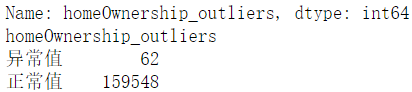 Name: homeOwnership_outliers, dtype: int64
homeOwnership_outliers
异常值 62
正常值 159548